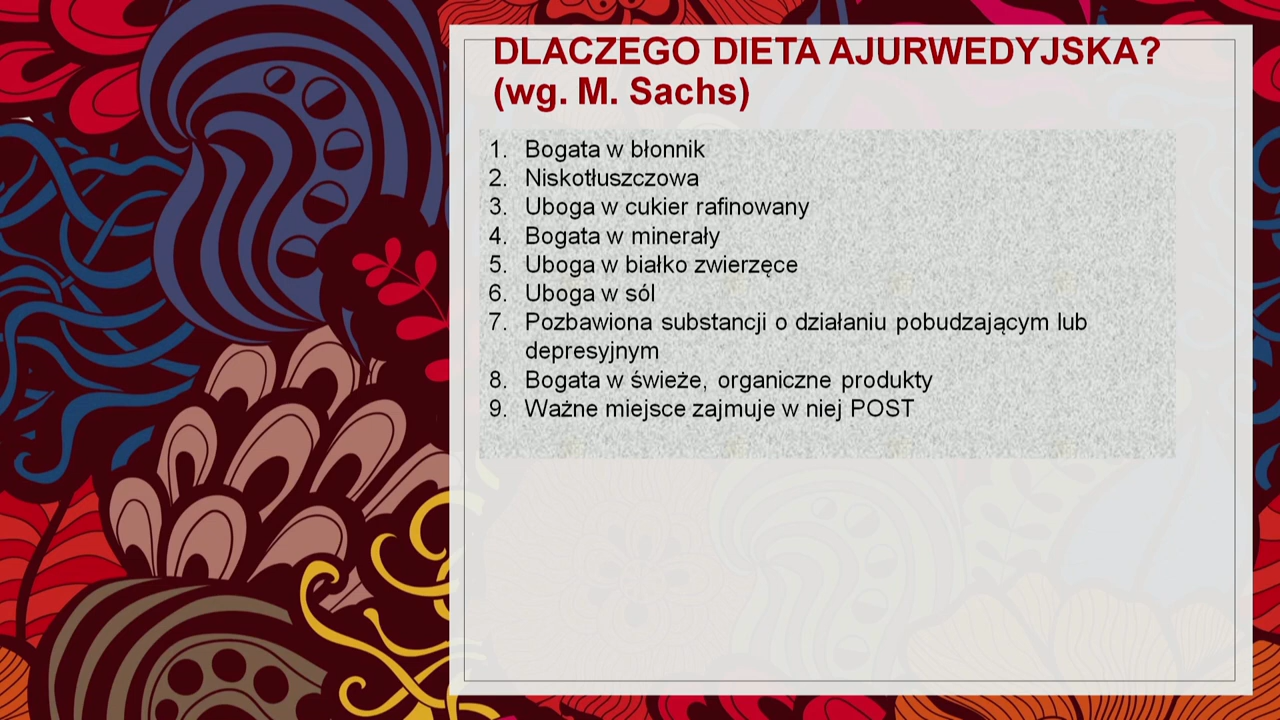 DLACZEGO DIETA AJURWEDYJSKA?
(wg. M. Sachs)
1. Bogata w błonnik
2. Niskotłuszczowa
3. Uboga w cukier rafinowany
4. Bogata w minerały
5. Uboga w białko zwierzęce
6. Uboga w sól
7. Pozbawiona substancji o działaniu pobudzającym lub
depresyjnym
8. Bogata w świeże, organiczne produkty
9. Ważne miejsce zajmuje w niej POST